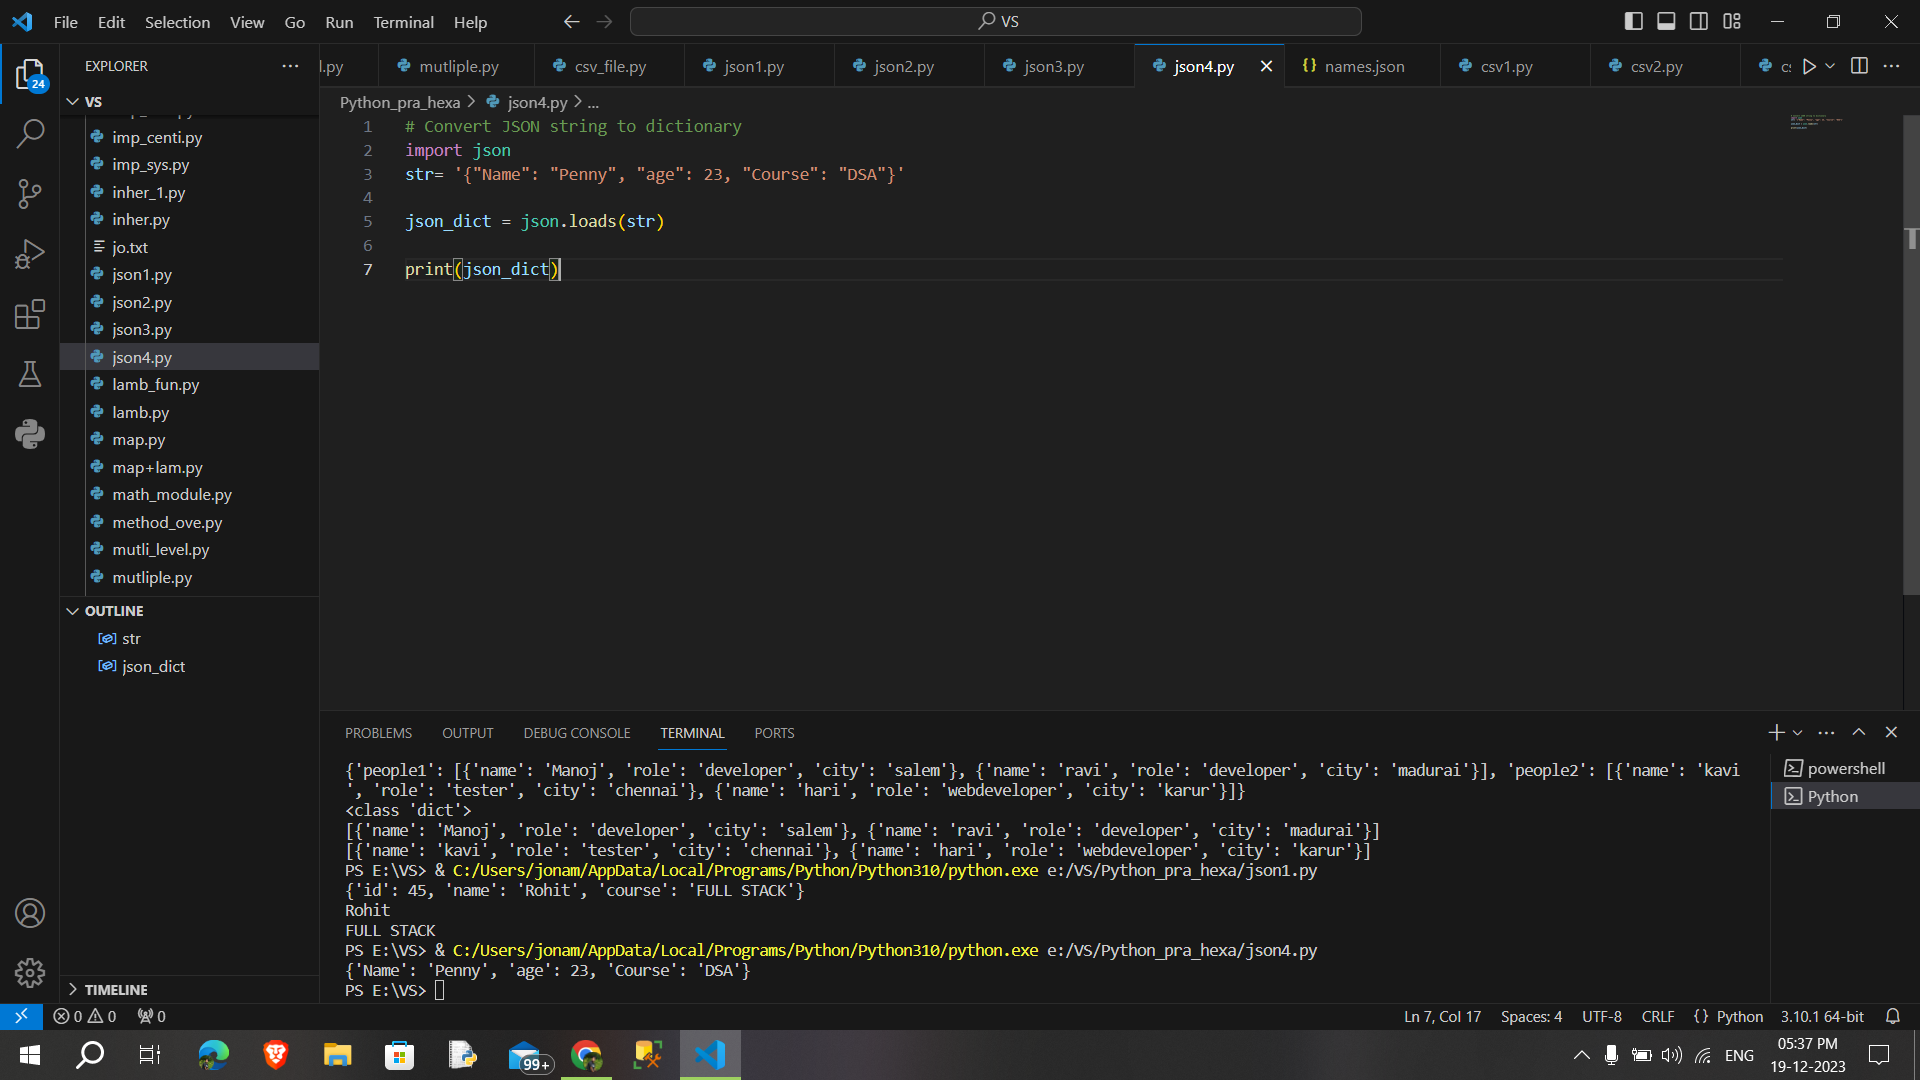 File Edit Selection View Go Run Terminal Help
VS
EXPLORER
l.py
mutliple.py
csv_file.py
json1.py
json2.py
json3.py
json4.py
names.json
csv1.py
csv2.py
24
VS
imp_centi.py
imp_sys.py
inher_1.py
inher.py
jo.txt
json1.py
json2.py
json3.py
json4.py
lamb_fun.py
lamb.py
map.py
map+lam.py
math_module.py
method_ove.py
mutli_level.py
mutliple.py
OUTLINE
str
json_dict
TIMELINE
Python_pra_hexa > json4.py > ...
1 # Convert JSON string to dictionary
2 import json
3 str= '{"Name": "Penny", "age": 23, "Course": "DSA"}'
4
5 json_dict = json.loads(str)
6
7 print(json_dict)
PROBLEMS OUTPUT DEBUG CONSOLE TERMINAL PORTS
{'people1': [{'name': 'Manoj', 'role': 'developer', 'city': 'salem'}, {'name': 'ravi', 'role': 'developer', 'city': 'madurai'}], 'people2': [{'name': 'kavi
', 'role': 'tester', 'city': 'chennai'}, {'name': 'hari', 'role': 'webdeveloper', 'city': 'karur'}]}
<class 'dict'>
[{'name': 'Manoj', 'role': 'developer', 'city': 'salem'}, {'name': 'ravi', 'role': 'developer', 'city': 'madurai'}]
[{'name': 'kavi', 'role': 'tester', 'city': 'chennai'}, {'name': 'hari', 'role': 'webdeveloper', 'city': 'karur'}]
PS E:\VS> & C:/Users/jonam/AppData/Local/Programs/Python/Python310/python.exe e:/VS/Python_pra_hexa/json1.py
{'id': 45, 'name': 'Rohit', 'course': 'FULL STACK'}
Rohit
FULL STACK
PS E:\VS> & C:/Users/jonam/AppData/Local/Programs/Python/Python310/python.exe e:/VS/Python_pra_hexa/json4.py
{'Name': 'Penny', 'age': 23, 'Course': 'DSA'}
PS E:\VS>
powershell
Python
0 0 0
Ln 7, Col 17 Spaces: 4 UTF-8 CRLF {} Python 3.10.1 64-bit
99+
ENG
05:37 PM
19-12-2023